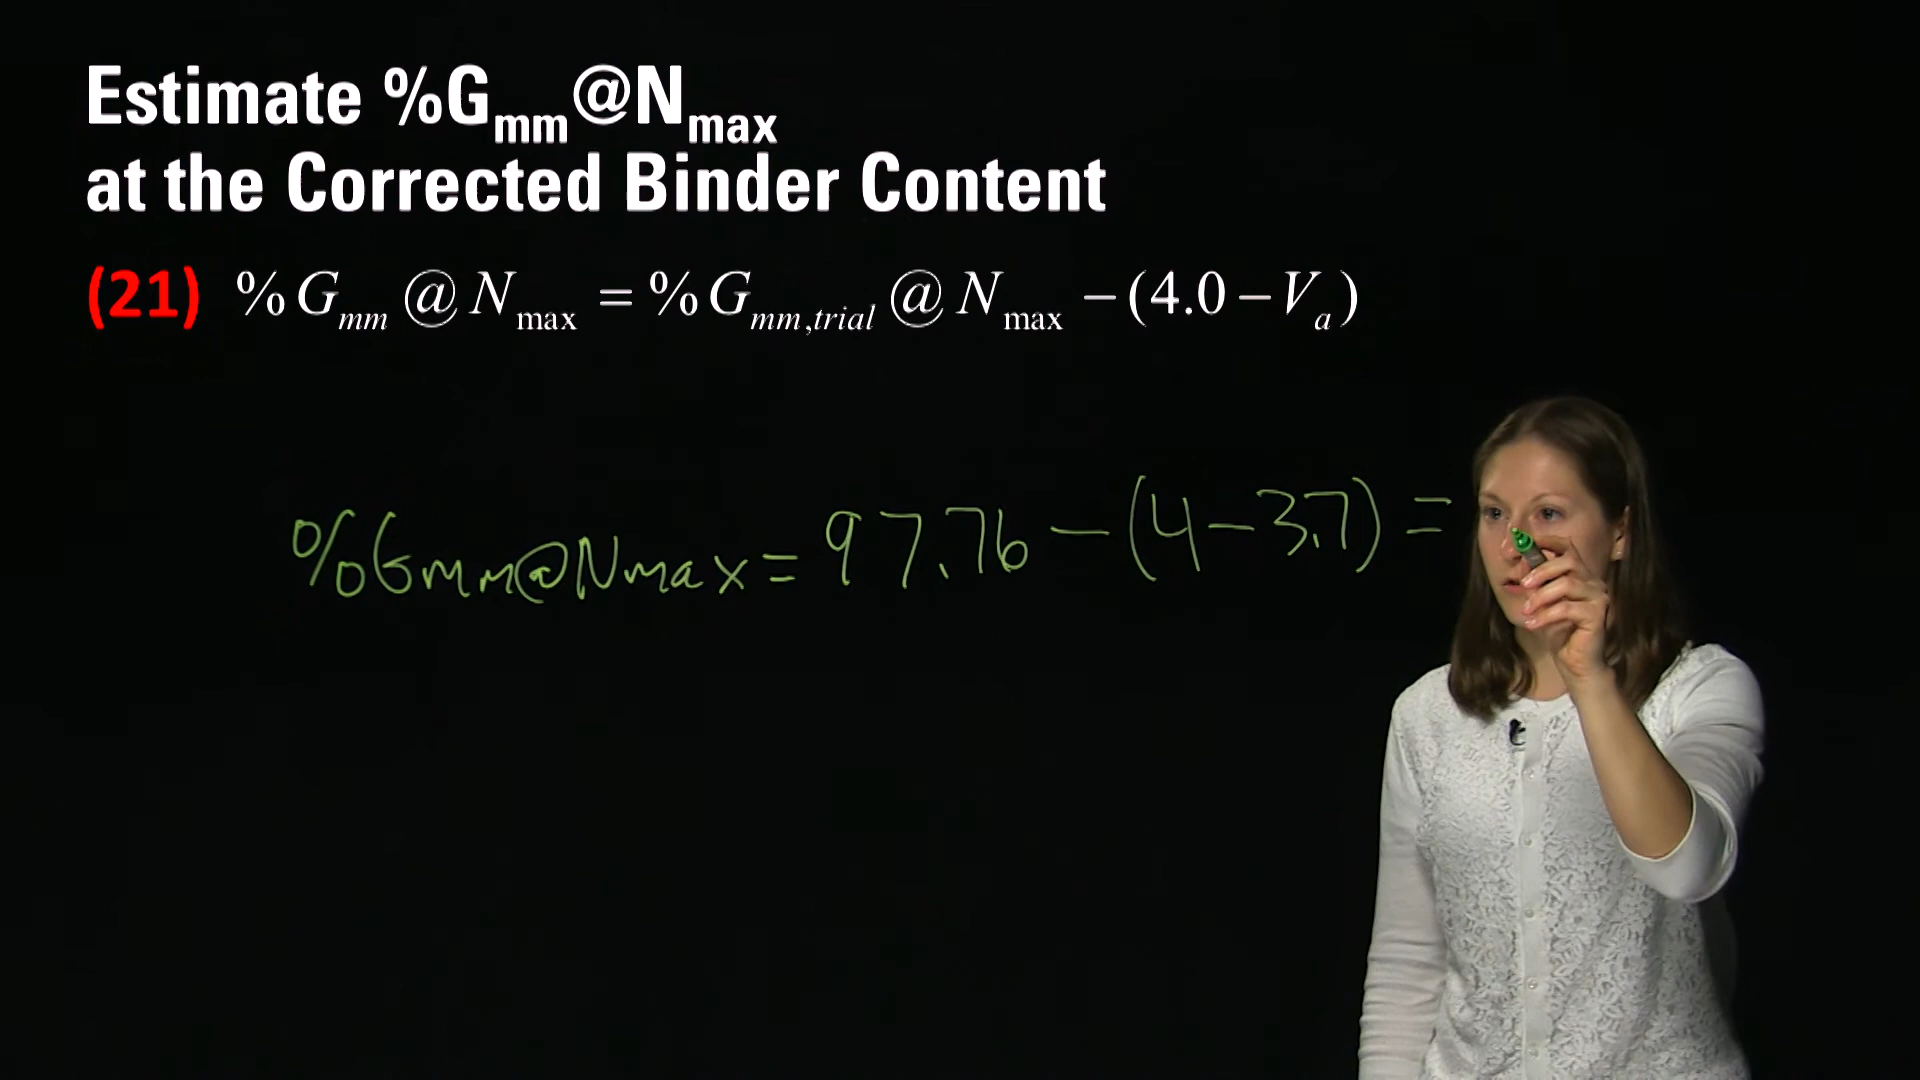 Estimate %Gmm@Nmax
at the Corrected Binder Content
(21) %Gmm@Nmax = %Gmm,trial@Nmax − (4.0 − Va)
%Gmm@Nmax = 97.76 − (4 − 3.7) =